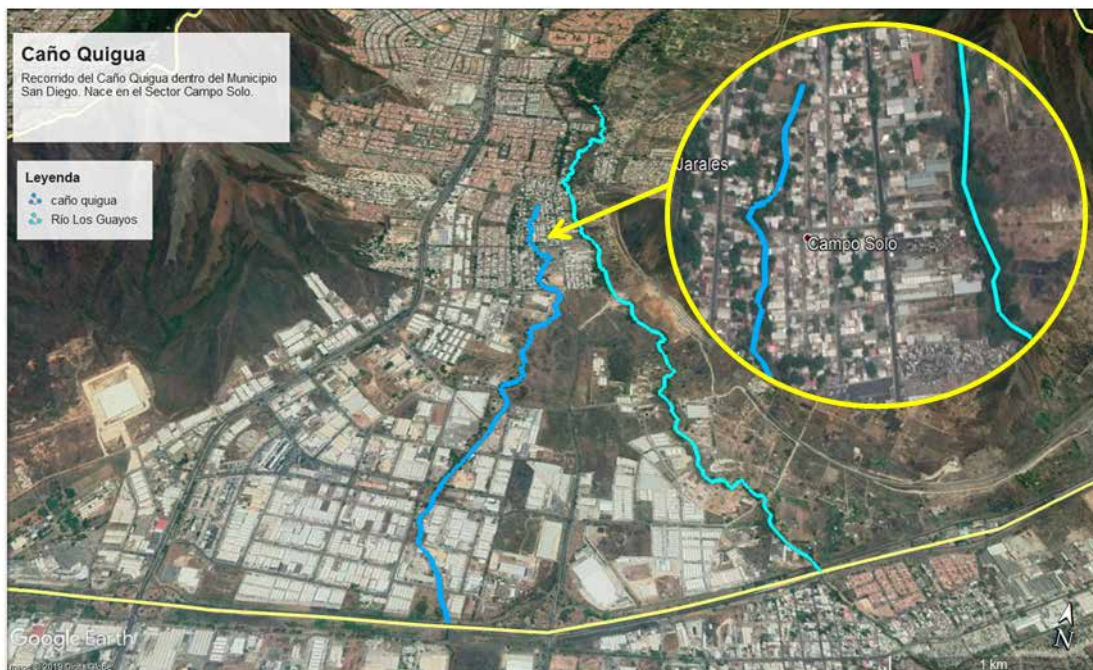 Caño Quigua
Recorrido del Caño Quigua dentro del Municipio
San Diego. Nace en el Sector Campo Solo.
Leyenda
caño quigua
Río Los Guayos
Jarales
Campo Solo
Google Earth
© 2019
N
1 km